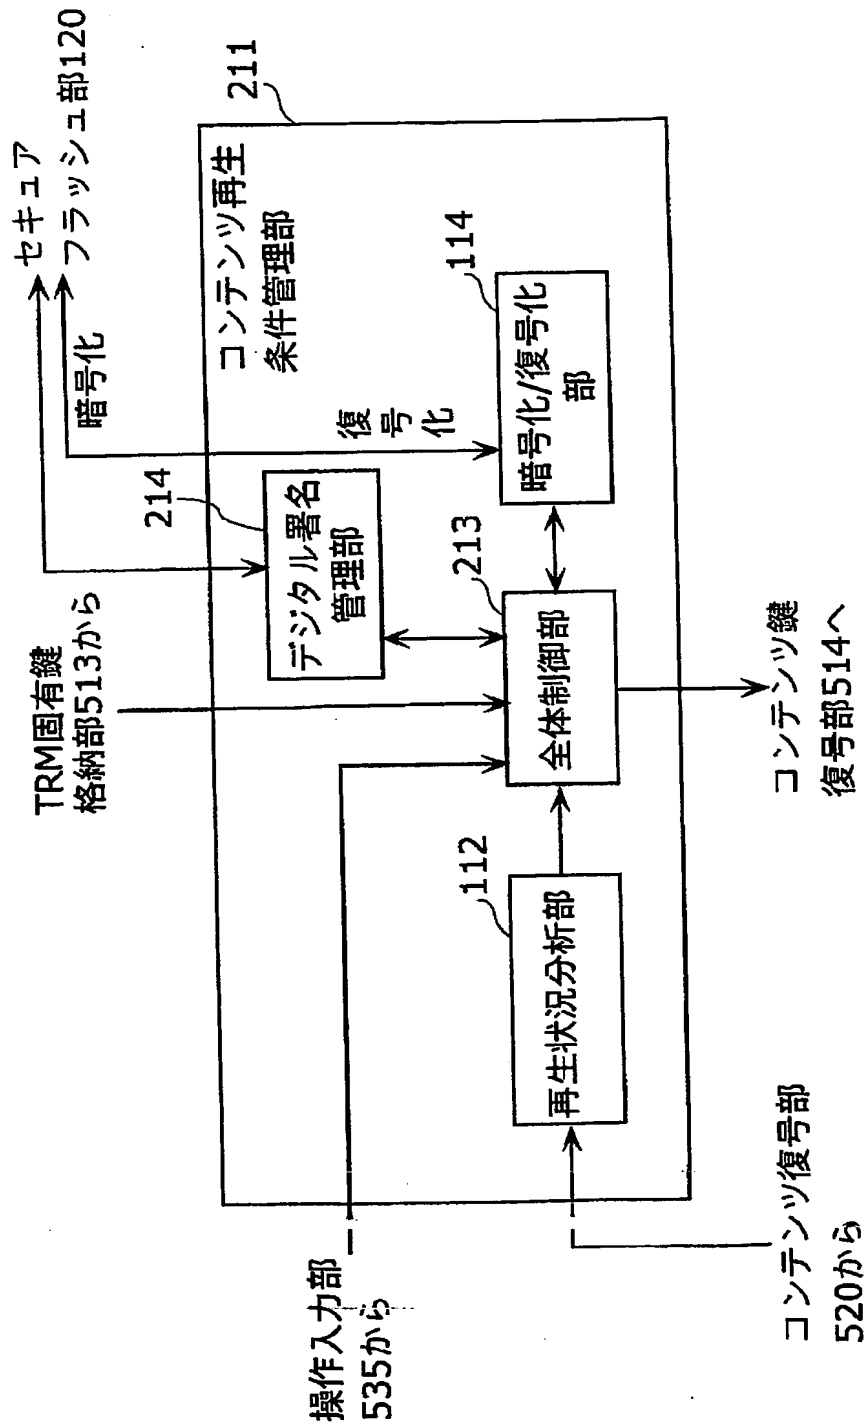 セキュア
フラッシュ部120
211
コンテンツ再生
条件管理部
暗号化
復
号
化
114
暗号化/復号化
部
214
デジタル署名
管理部
213
全体制御部
TRM固有鍵
格納部513から
コンテンツ鍵
復号部514へ
112
再生状況分析部
操作入力部
535から
コンテンツ復号部
520から